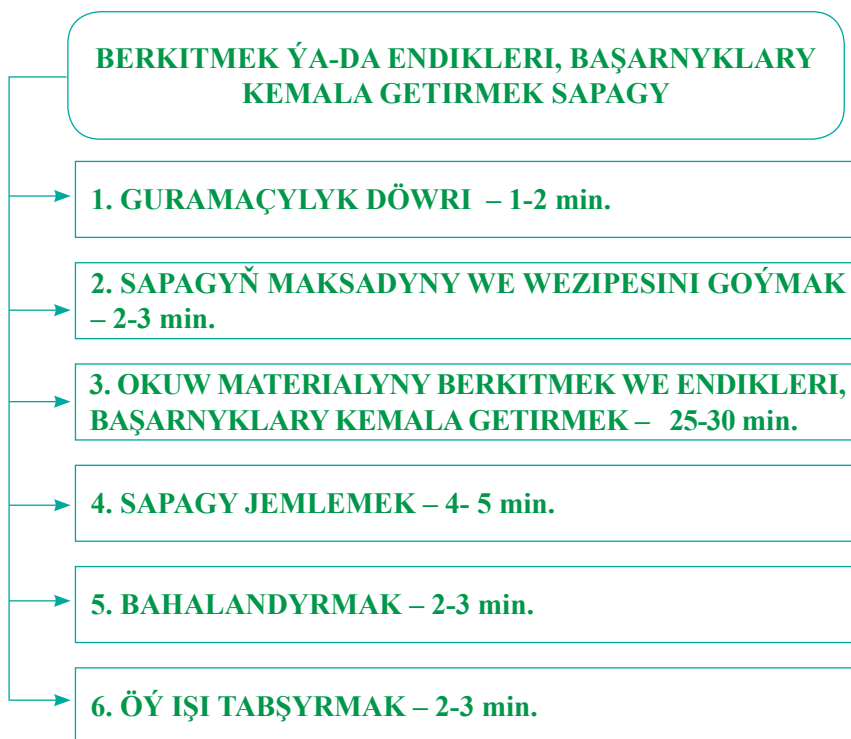 BERKITMEK ÝA-DA ENDIKLERI, BAŞARNYKLARY
KEMALA GETIRMEK SAPAGY
1. GURAMAÇYLYK DÖWRI – 1-2 min.
2. SAPAGYŇ MAKSADYNY WE WEZIPESINI GOÝMAK
– 2-3 min.
3. OKUW MATERIALYNY BERKITMEK WE ENDIKLERI,
BAŞARNYKLARY KEMALA GETIRMEK – 25-30 min.
4. SAPAGY JEMLEMEK – 4- 5 min.
5. BAHALANDYRMAK – 2-3 min.
6. ÖÝ IŞI TABŞYRMAK – 2-3 min.